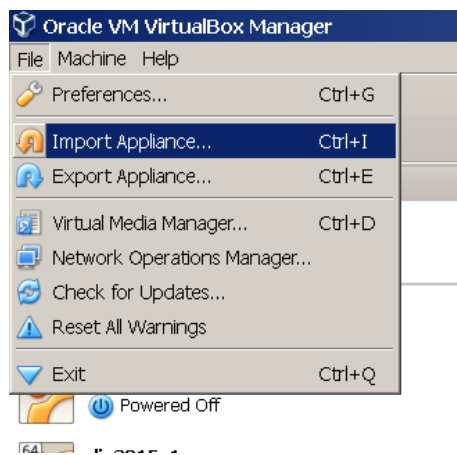 Oracle VM VirtualBox Manager
File Machine Help
Preferences... Ctrl+G
Import Appliance... Ctrl+I
Export Appliance... Ctrl+E
Virtual Media Manager... Ctrl+D
Network Operations Manager...
Check for Updates...
Reset All Warnings
Exit Ctrl+Q
Powered Off
64